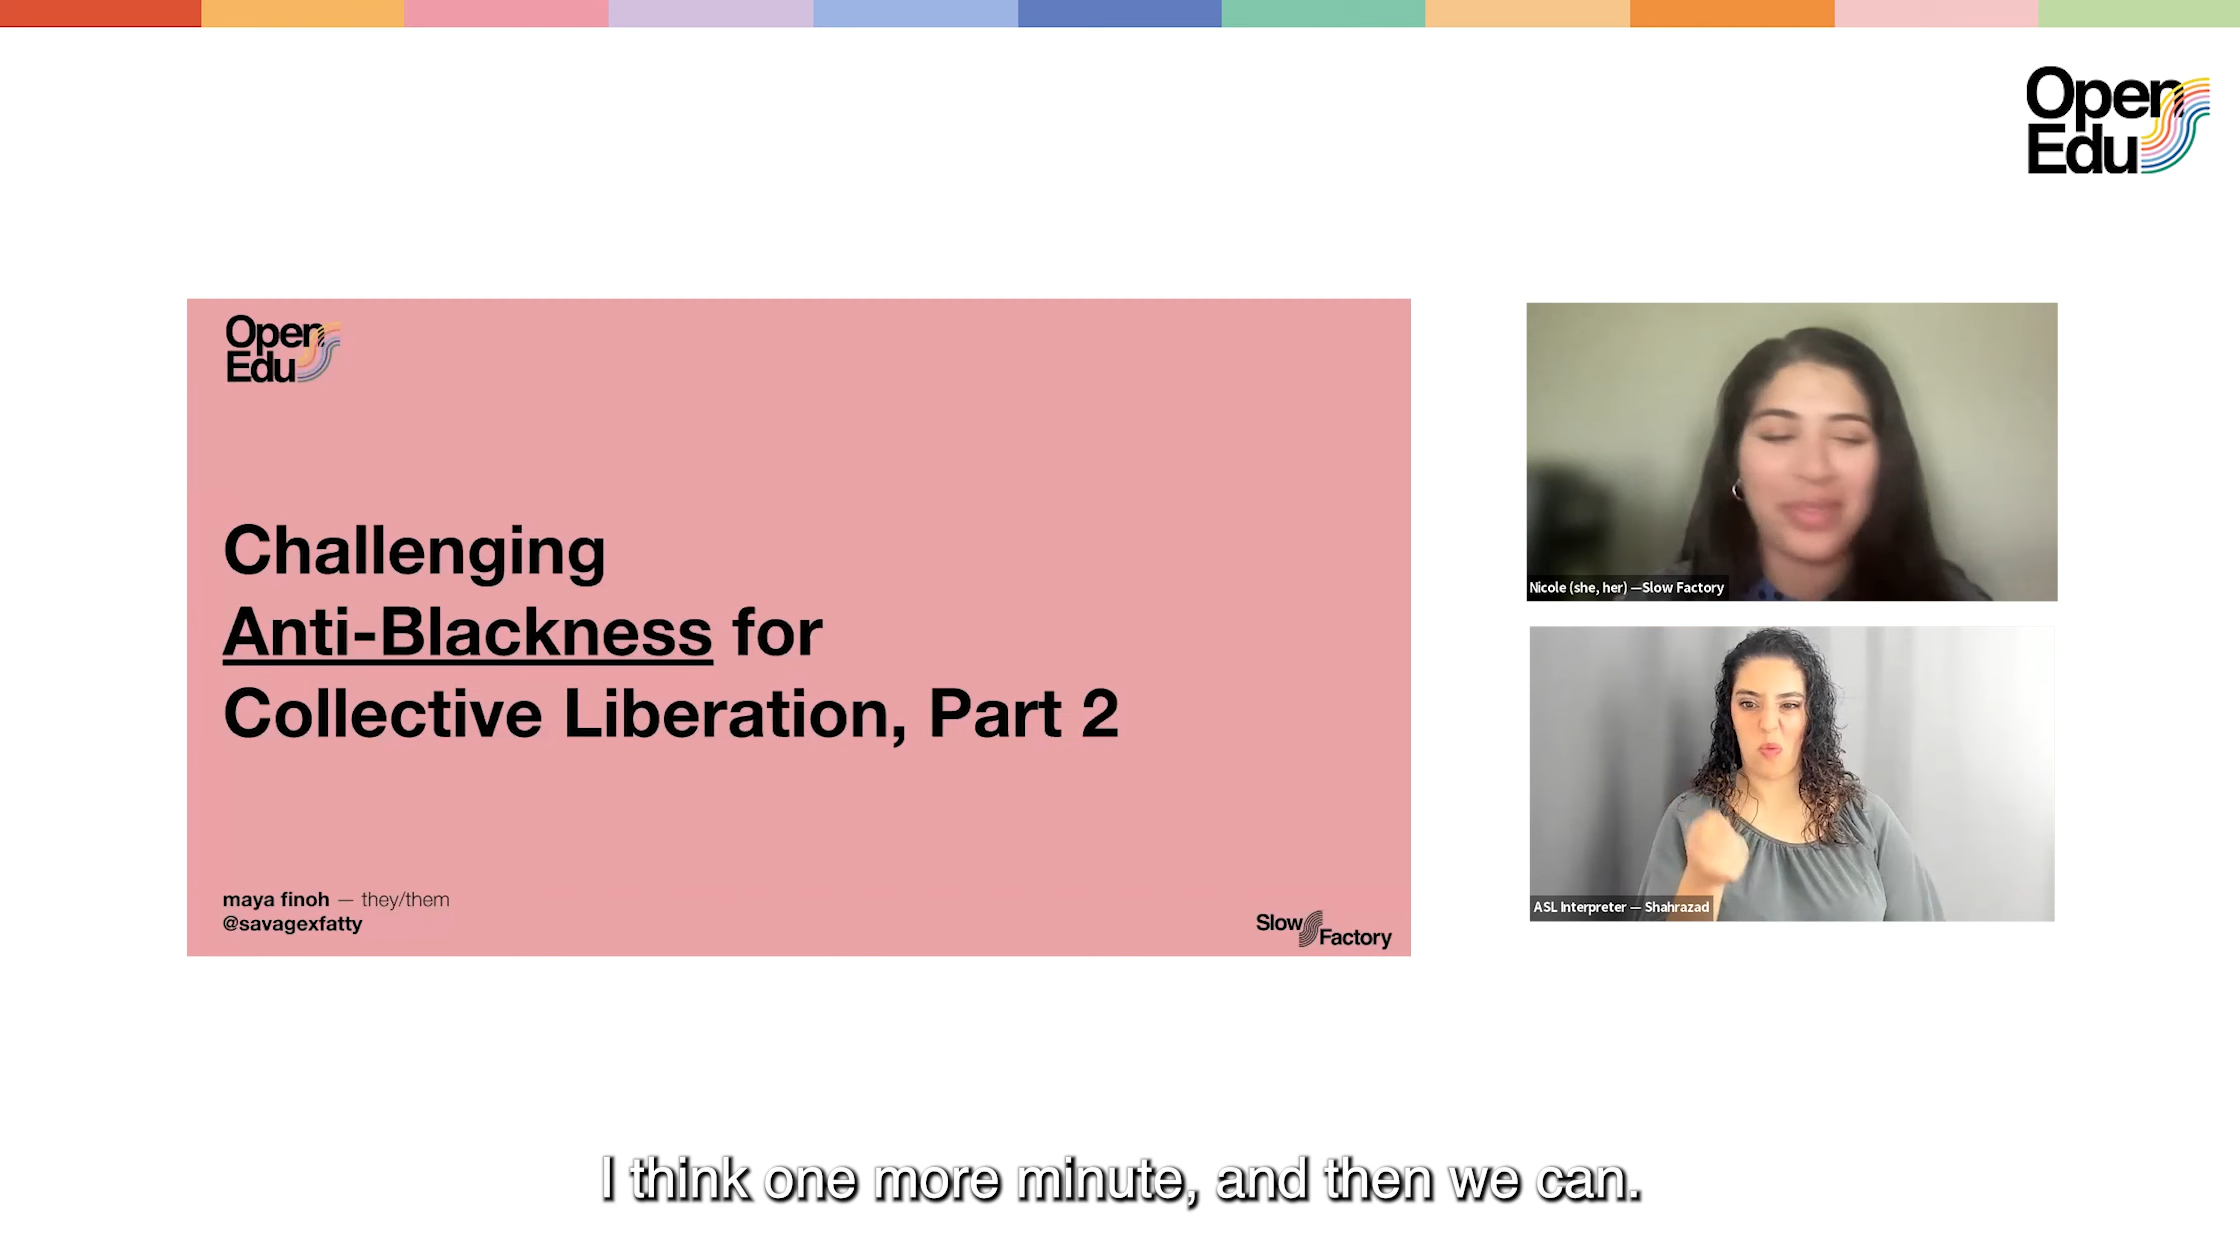 Open
Edu
Open
Edu
Challenging
Anti-Blackness for
Collective Liberation, Part 2
maya finoh — they/them
@savagexfatty
Slow
Factory
Nicole (she, her) —Slow Factory
ASL Interpreter — Shahrazad
I think one more minute, and then we can.